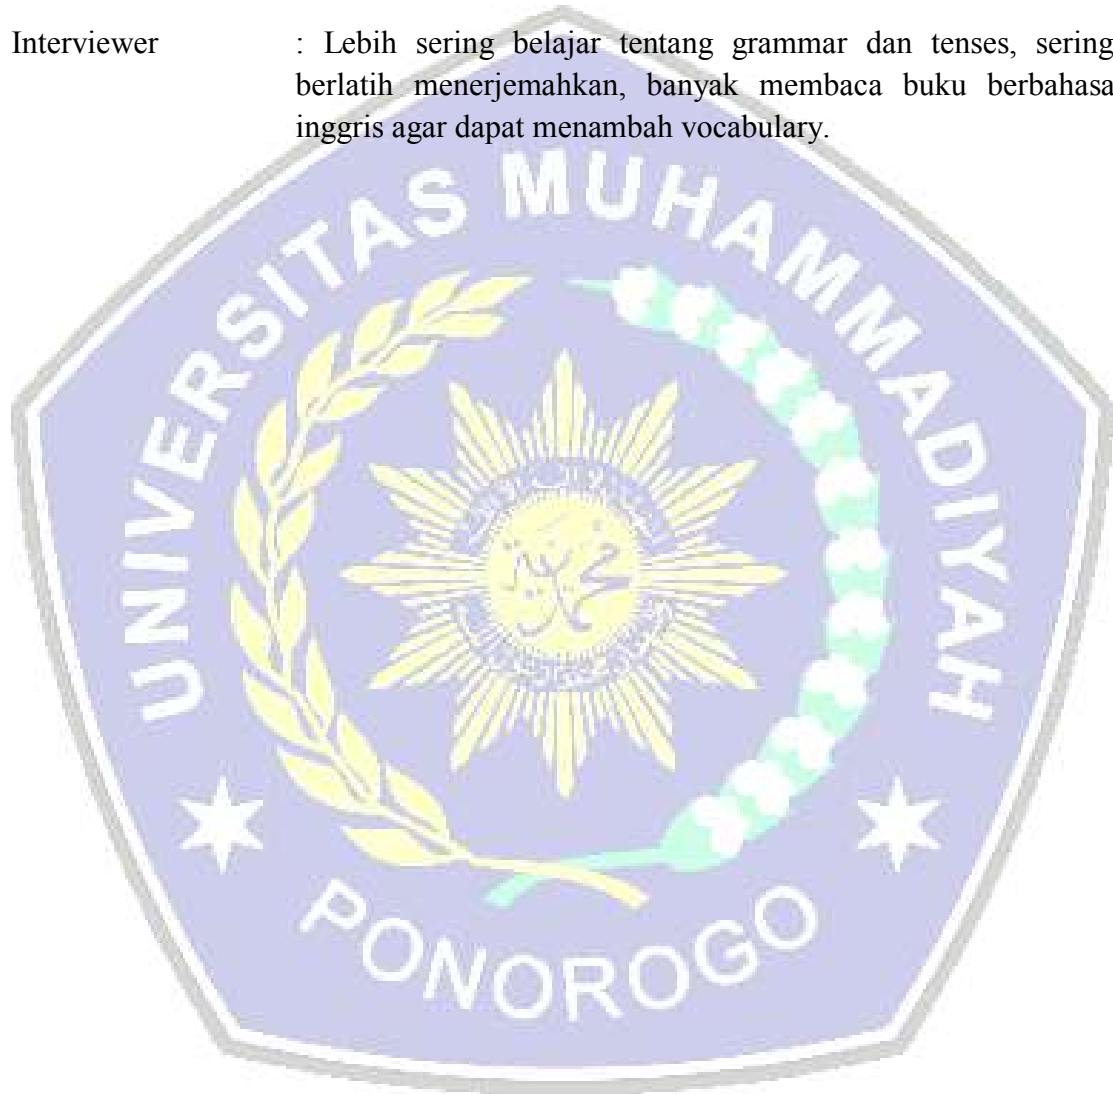 Interviewer : Lebih sering belajar tentang grammar dan tenses, sering
berlatih menerjemahkan, banyak membaca buku berbahasa
inggris agar dapat menambah vocabulary.
UNIVERSITAS MUHAMMADIYAH
PONOROGO